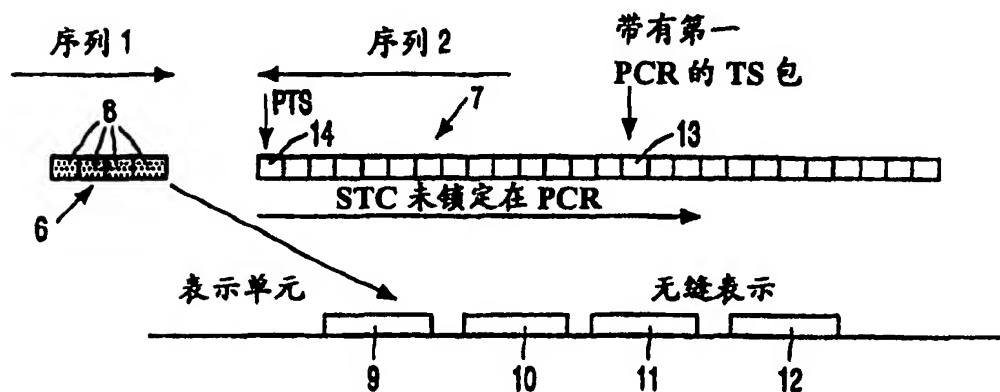 序列 1
序列 2
带有第一
PCR 的 TS 包
8
PTS
14
7
13
6
STC 未锁定在 PCR
表示单元
无缝表示
9
10
11
12